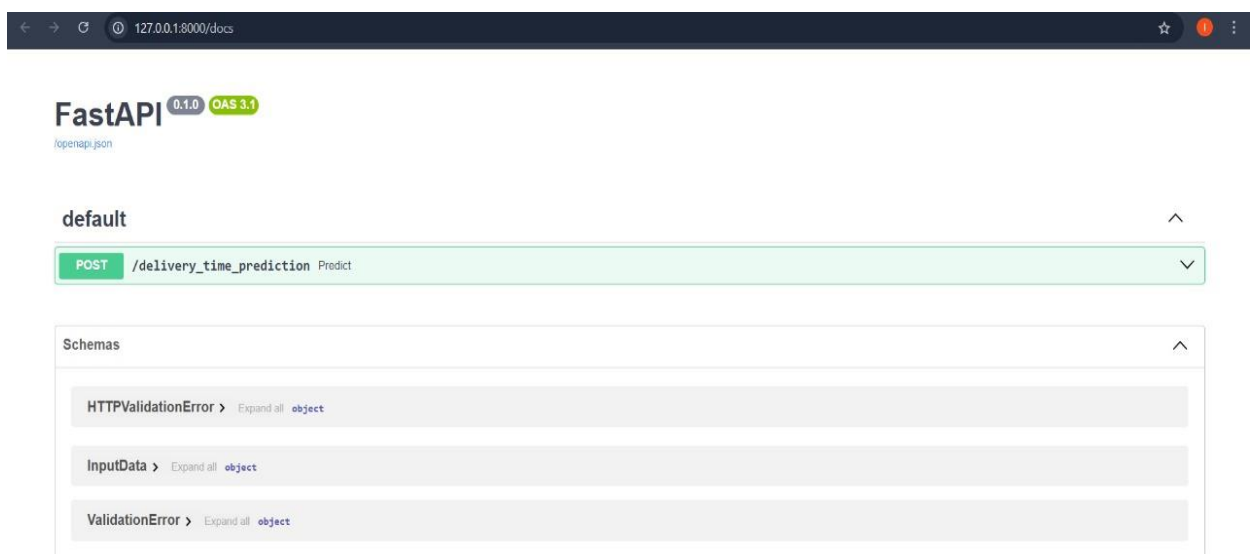 127.0.0.1:8000/docs
FastAPI 0.1.0 OAS 3.1
/openapi.json
default
POST /delivery_time_prediction Predict
Schemas
HTTPValidationError Expand all object
InputData Expand all object
ValidationError Expand all object